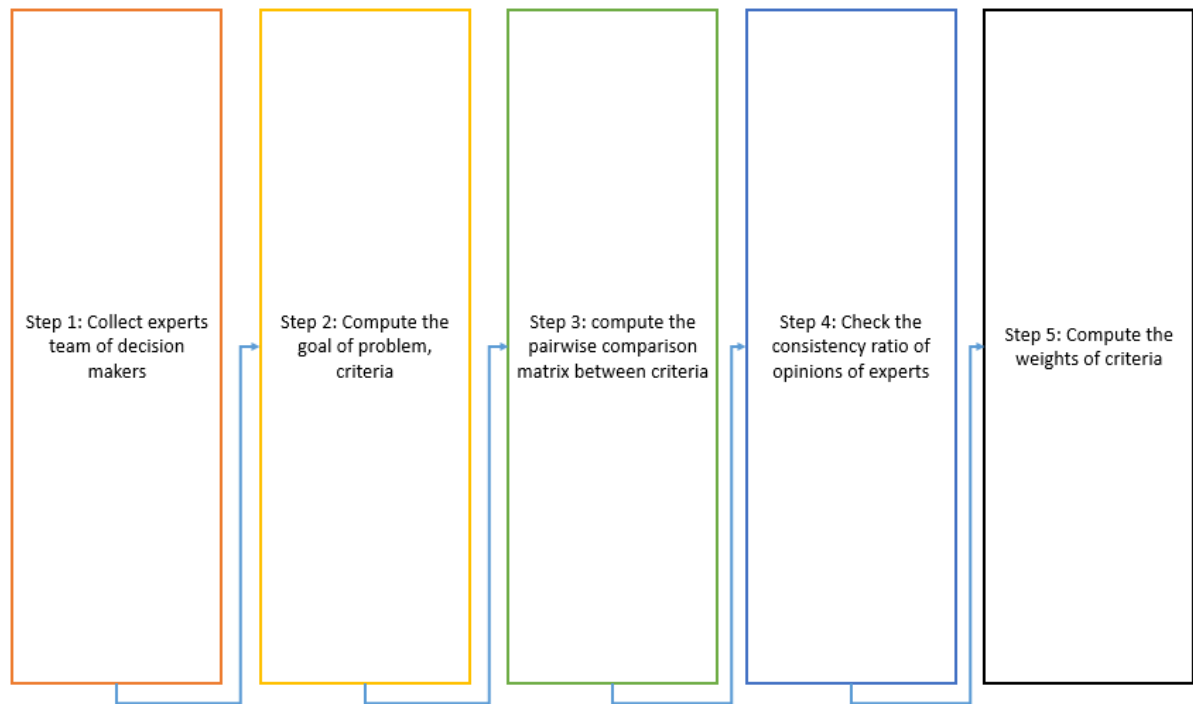 Step 1: Collect experts
team of decision
makers
Step 2: Compute the
goal of problem,
criteria
Step 3: compute the
pairwise comparison
matrix between criteria
Step 4: Check the
consistency ratio of
opinions of experts
Step 5: Compute the
weights of criteria